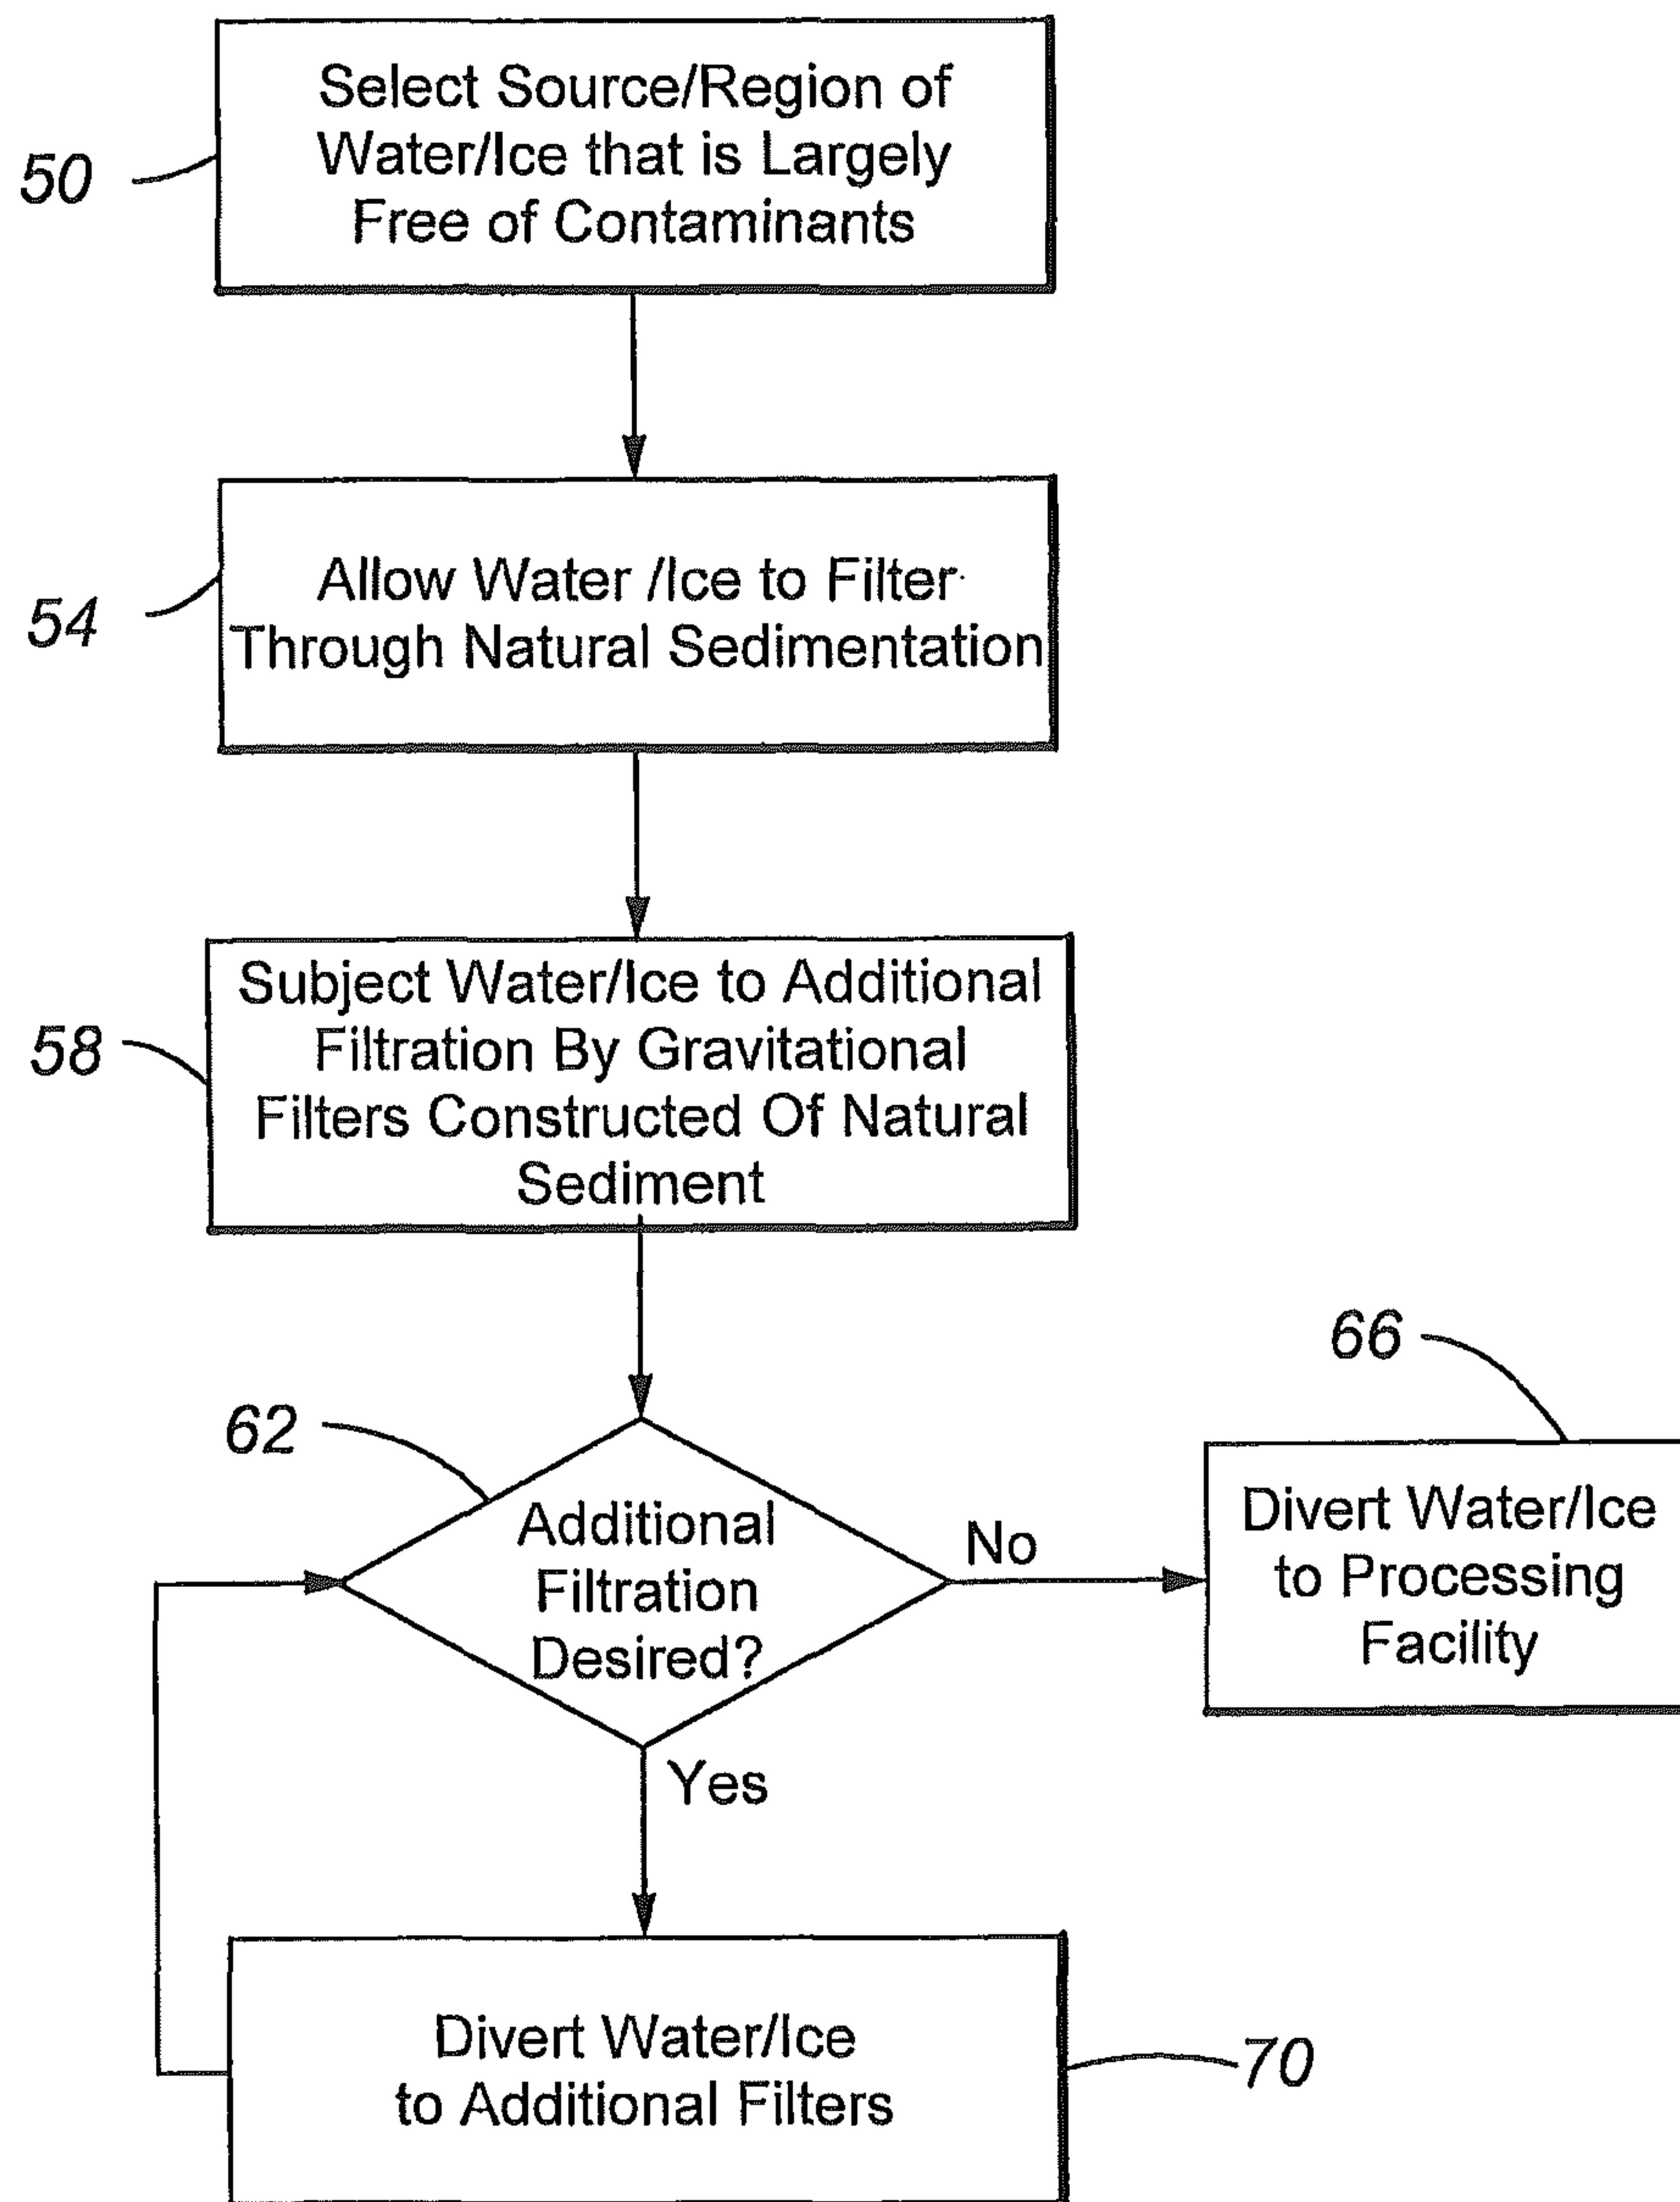 50
Select Source/Region of
Water/Ice that is Largely
Free of Contaminants
54
Allow Water /Ice to Filter
Through Natural Sedimentation
58
Subject Water/Ice to Additional
Filtration By Gravitational
Filters Constructed Of Natural
Sediment
62
Additional
Filtration
Desired?
No
66
Divert Water/Ice
to Processing
Facility
Yes
Divert Water/Ice
to Additional Filters
70